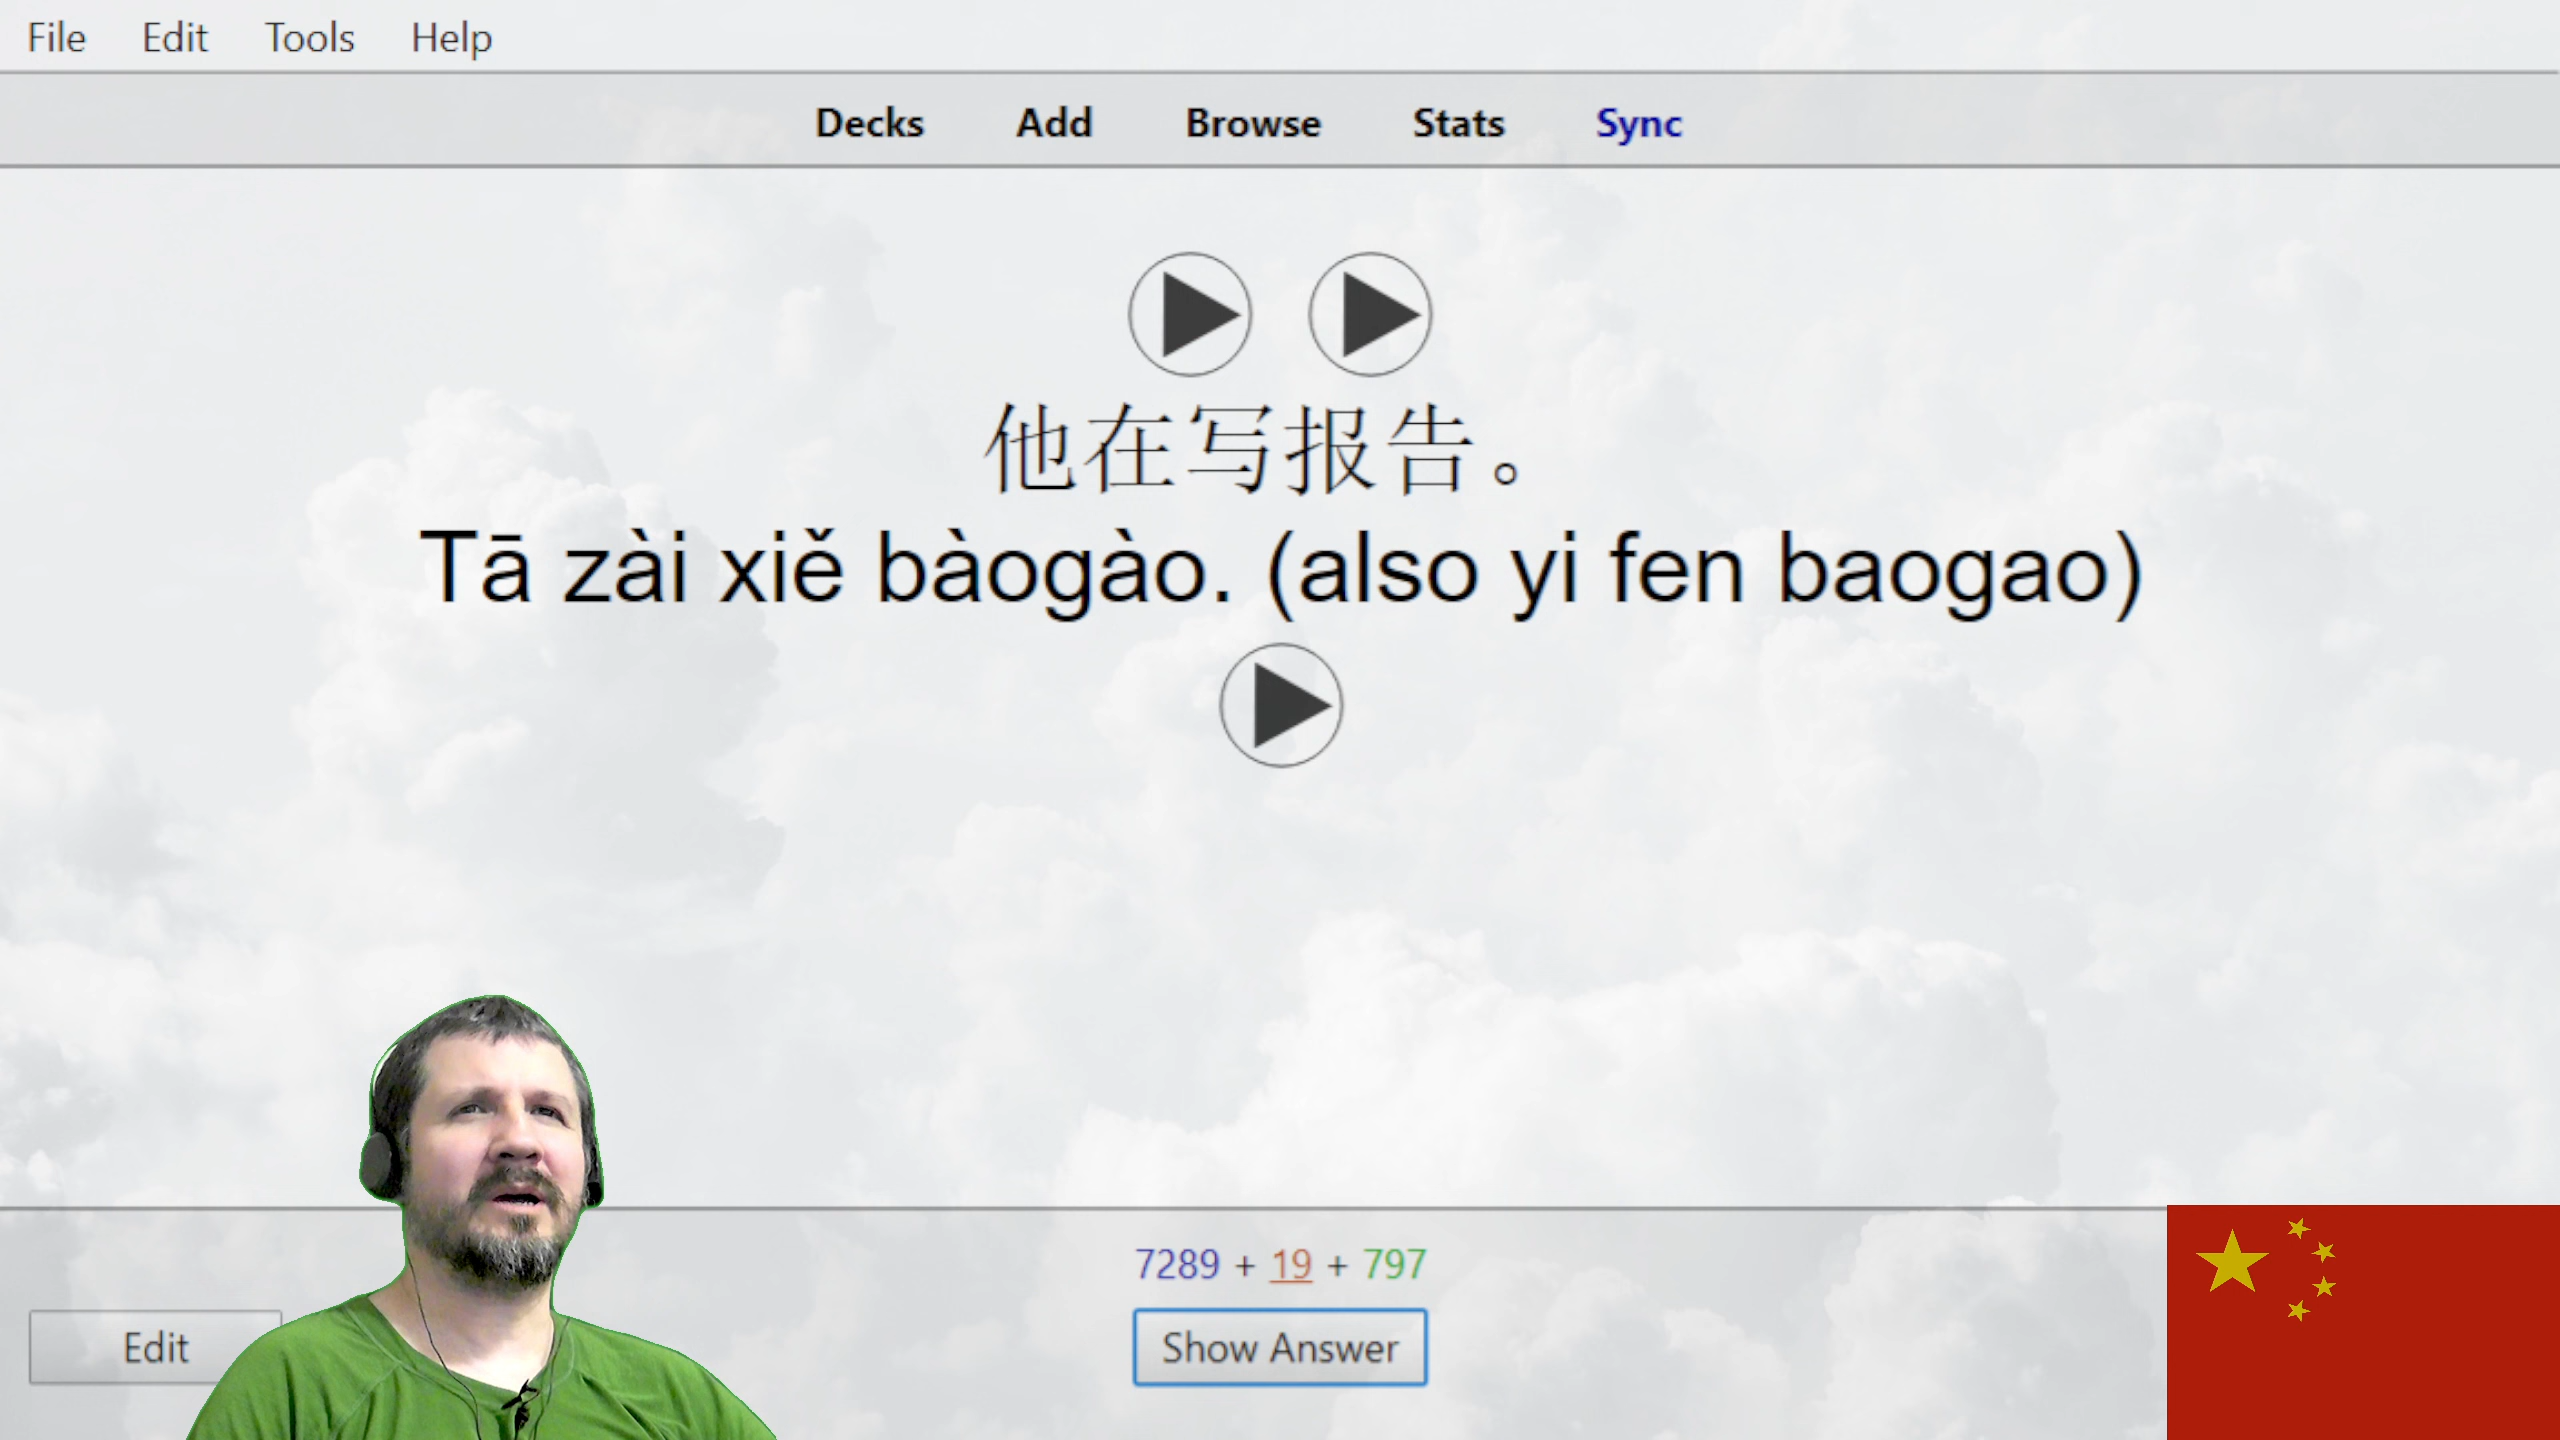 File Edit Tools Help
Decks Add Browse Stats Sync
他在写报告。
Tā zài xiě bàogào. (also yi fen baogao)
7289 + 19 + 797
Edit
Show Answer